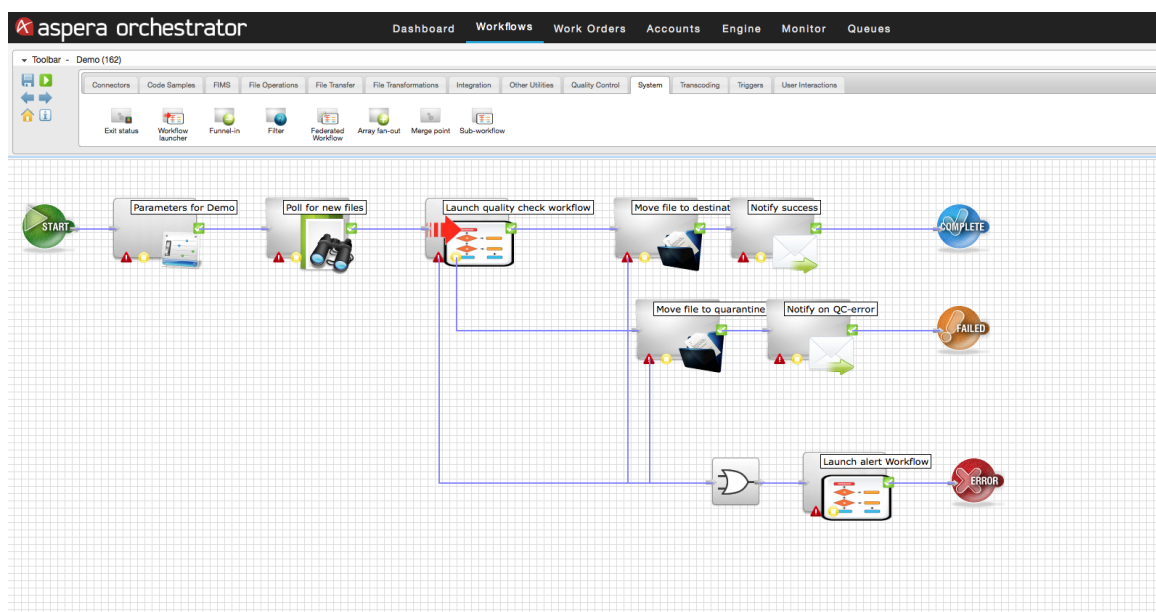 aspera orchestrator
Dashboard Workflows Work Orders Accounts Engine Monitor Queues
Toolbar - Demo (162)
Connectors Code Samples FIMS File Operations File Transfer File Transformations Integration Other Utilities Quality Control System Transcoding Triggers User Interactions
Exit status Workflow launcher Funnel-in Filter Federated Workflow Array fan-out Merge point Sub-workflow
START
Parameters for Demo
Poll for new files
Launch quality check workflow
Move file to destinat
Notify success
COMPLETE
Move file to quarantine
Notify on QC-error
FAILED
Launch alert Workflow
ERROR